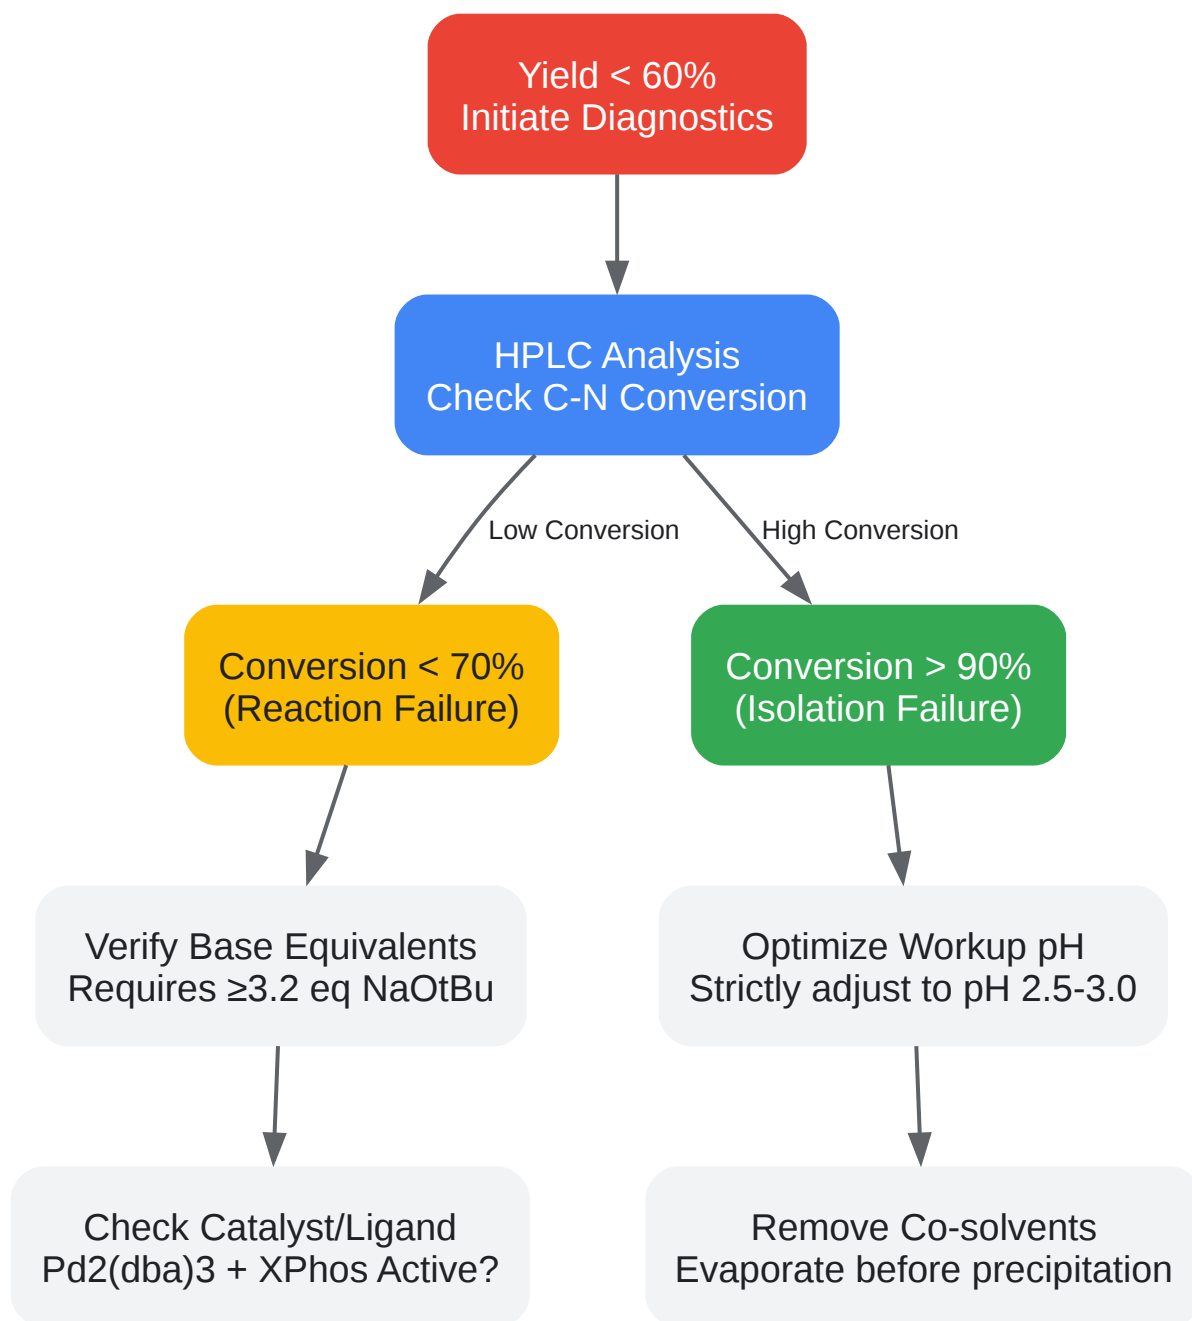 Yield < 60%
Initiate Diagnostics
HPLC Analysis
Check C-N Conversion
Low Conversion
High Conversion
Conversion < 70%
(Reaction Failure)
Conversion > 90%
(Isolation Failure)
Verify Base Equivalents
Requires ≥3.2 eq NaOtBu
Optimize Workup pH
Strictly adjust to pH 2.5-3.0
Check Catalyst/Ligand
Pd2(dba)3 + XPhos Active?
Remove Co-solvents
Evaporate before precipitation